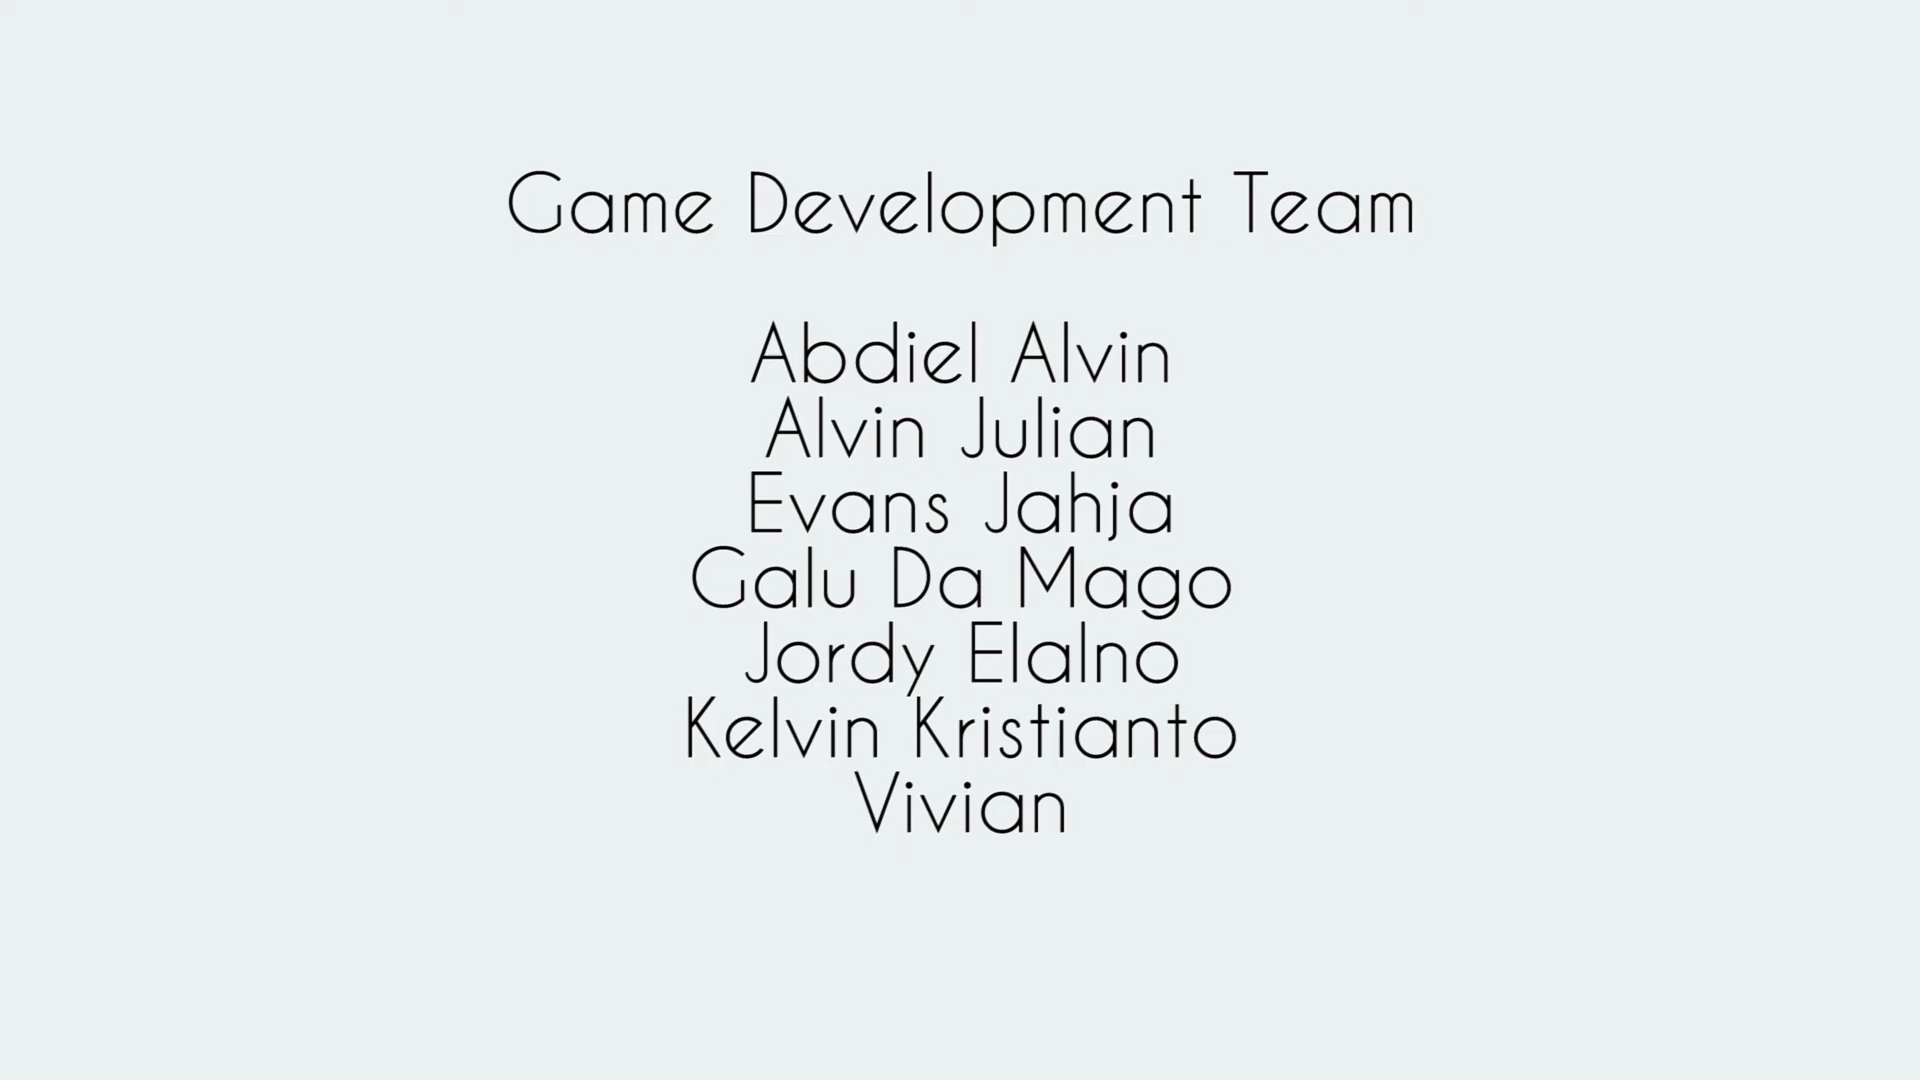 Game Development Team
Abdiel Alvin
Alvin Julian
Evans Jahja
Galu Da Mago
Jordy Elalno
Kelvin Kristianto
Vivian